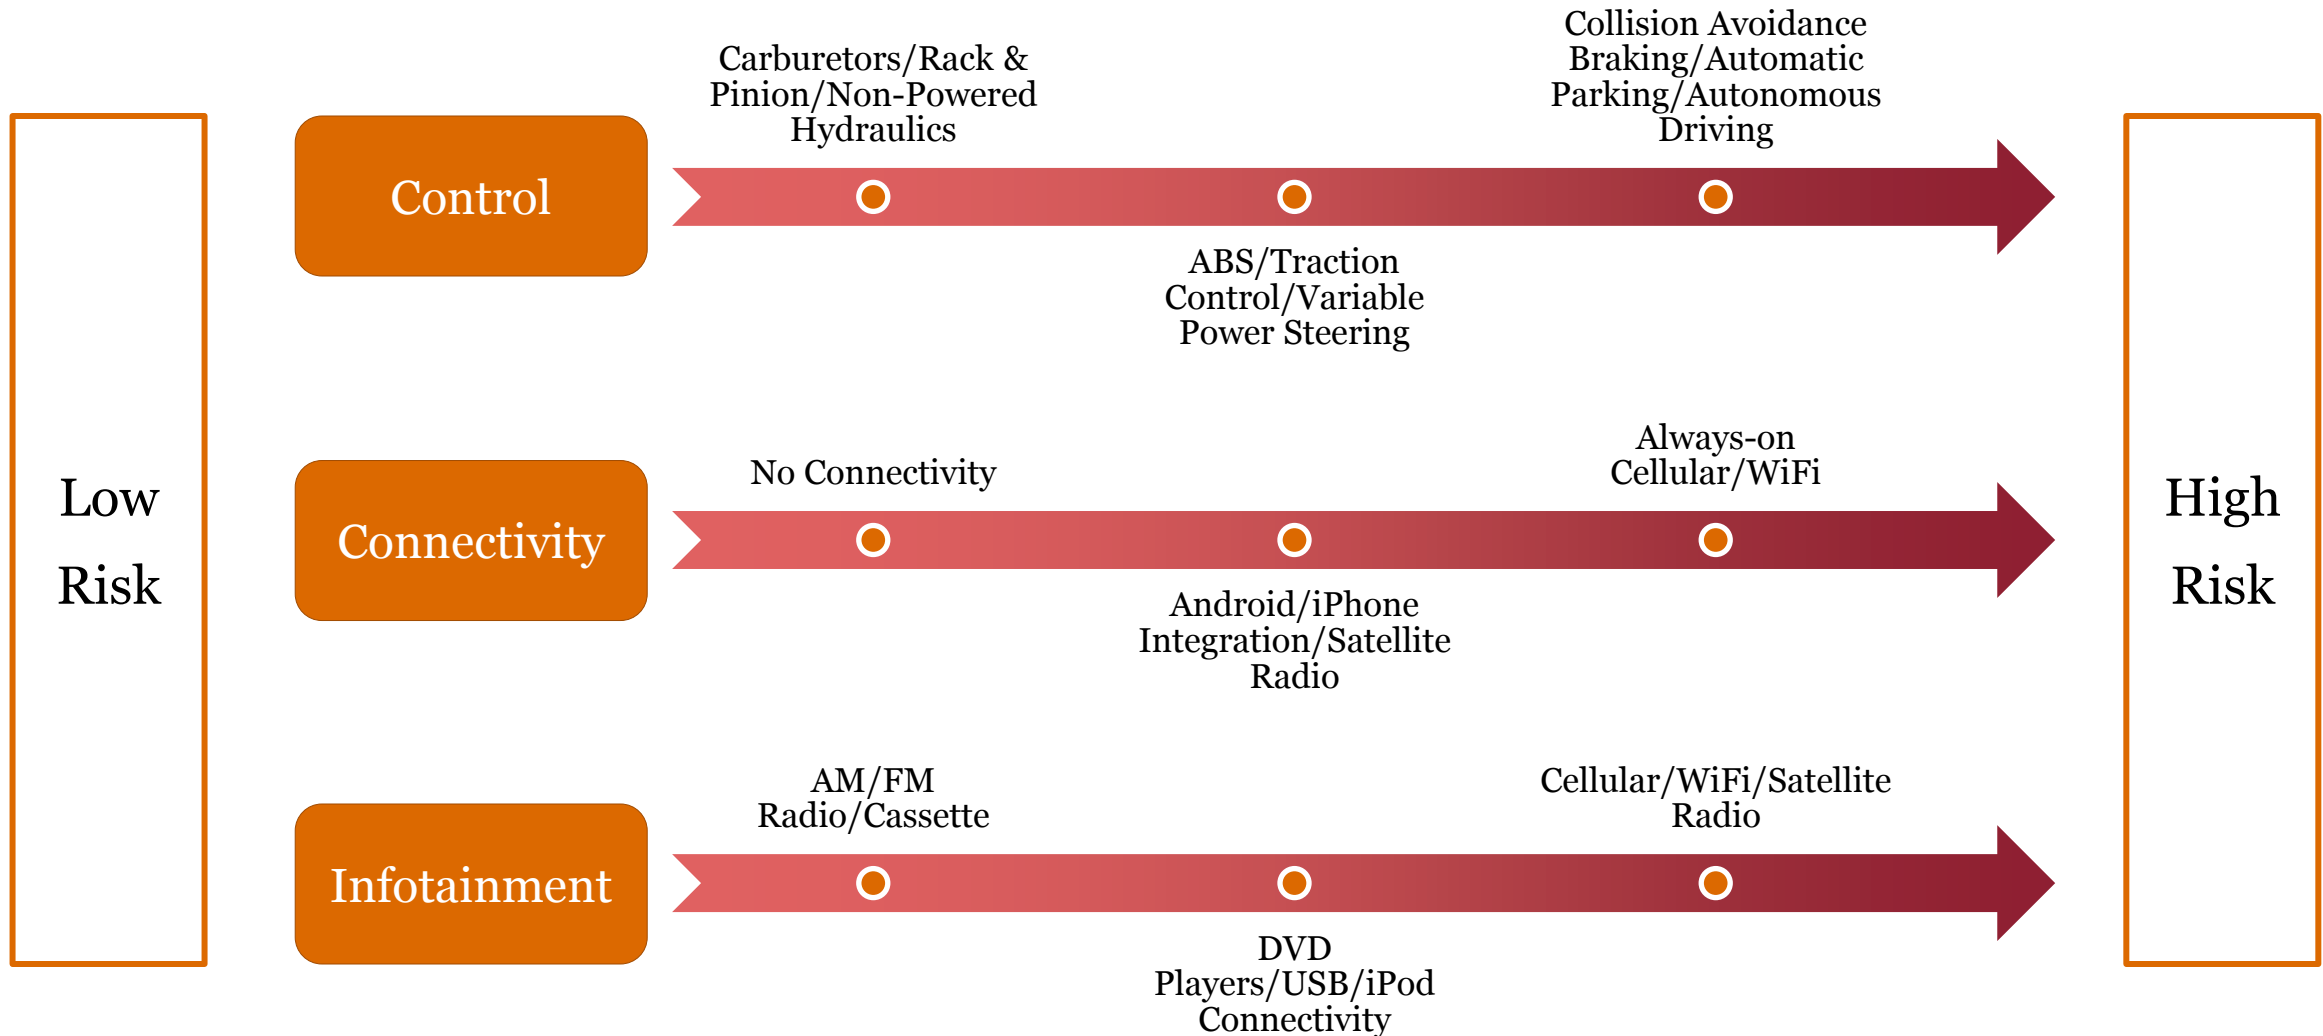 Low
Risk
Control
Carburetors/Rack &
Pinion/Non-Powered
Hydraulics
ABS/Traction
Control/Variable
Power Steering
Collision Avoidance
Braking/Automatic
Parking/Autonomous
Driving
Connectivity
No Connectivity
Android/iPhone
Integration/Satellite
Radio
Always-on
Cellular/WiFi
Infotainment
AM/FM
Radio/Cassette
DVD
Players/USB/iPod
Connectivity
Cellular/WiFi/Satellite
Radio
High
Risk